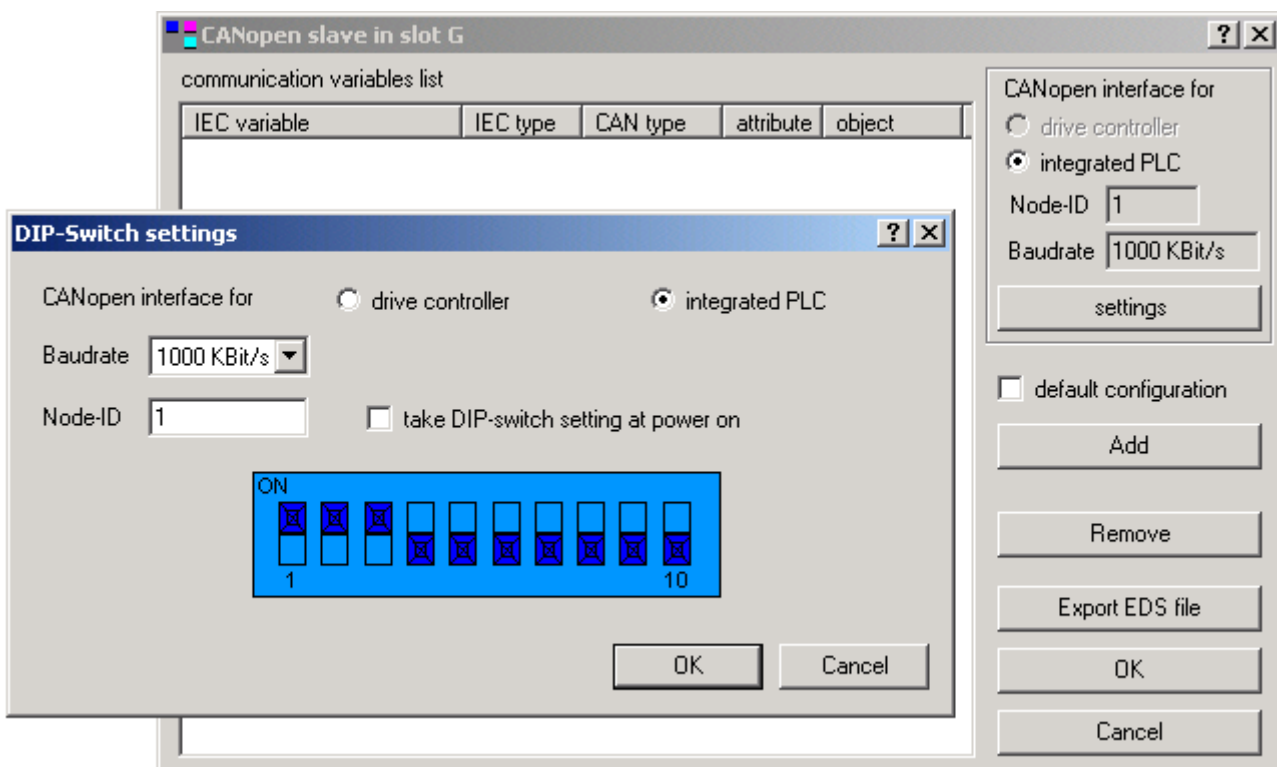 CANopen slave in slot G
communication variables list
IEC variable IEC type CAN type attribute object
CANopen interface for
drive controller
integrated PLC
Node-ID 1
Baudrate 1000 KBit/s
settings
default configuration
Add
Remove
Export EDS file
OK
Cancel
DIP-Switch settings
CANopen interface for drive controller integrated PLC
Baudrate 1000 KBit/s
Node-ID 1 take DIP-switch setting at power on
ON
1 10
OK Cancel